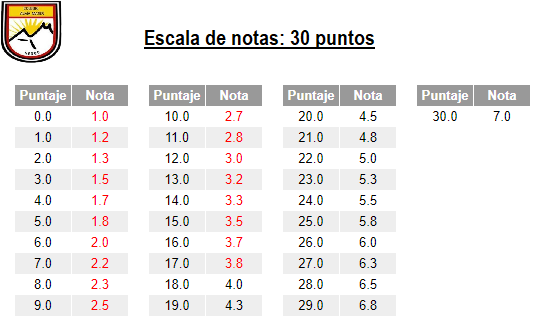 Escala de notas: 30 puntos
Puntaje Nota Puntaje Nota Puntaje Nota Puntaje Nota
0.0 1.0 10.0 2.7 20.0 4.5 30.0 7.0
1.0 1.2 11.0 2.8 21.0 4.8
2.0 1.3 12.0 3.0 22.0 5.0
3.0 1.5 13.0 3.2 23.0 5.3
4.0 1.7 14.0 3.3 24.0 5.5
5.0 1.8 15.0 3.5 25.0 5.8
6.0 2.0 16.0 3.7 26.0 6.0
7.0 2.2 17.0 3.8 27.0 6.3
8.0 2.3 18.0 4.0 28.0 6.5
9.0 2.5 19.0 4.3 29.0 6.8